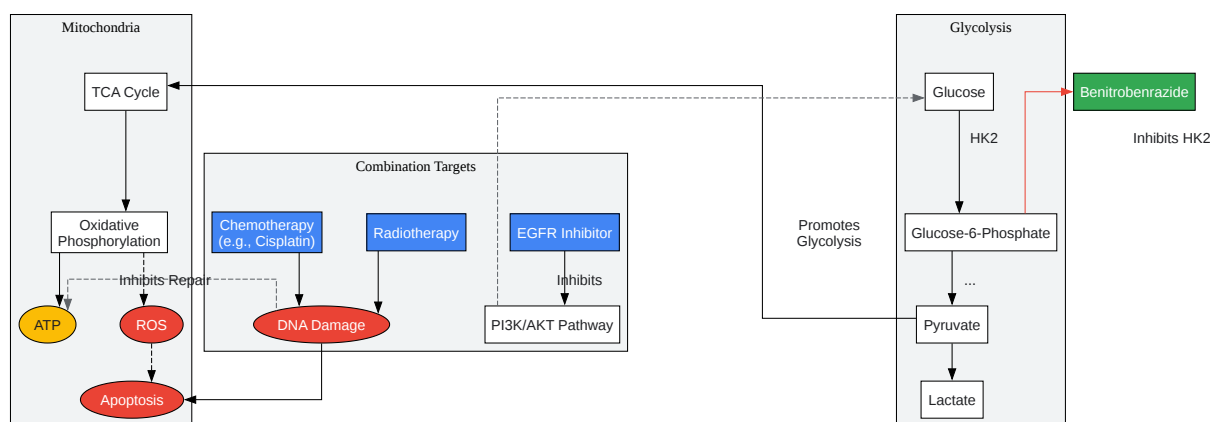 Mitochondria
Glycolysis
TCA Cycle
Glucose
Benitrobenrazide
HK2
Inhibits HK2
Combination Targets
Oxidative
Phosphorylation
Chemotherapy
(e.g., Cisplatin)
Radiotherapy
EGFR Inhibitor
Promotes
Glycolysis
Glucose-6-Phosphate
Inhibits Repair
Inhibits
...
ATP
ROS
DNA Damage
PI3K/AKT Pathway
Pyruvate
Apoptosis
Lactate